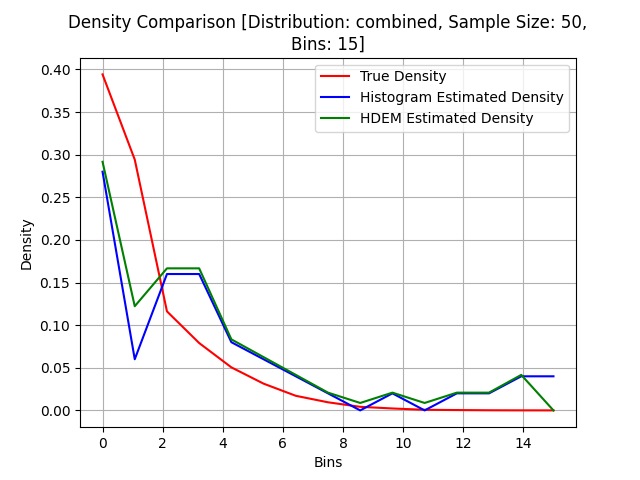 Density Comparison [Distribution: combined, Sample Size: 50,
Bins: 15]
True Density
Histogram Estimated Density
HDEM Estimated Density
Density
0.40
0.35
0.30
0.25
0.20
0.15
0.10
0.05
0.00
0 2 4 6 8 10 12 14
Bins